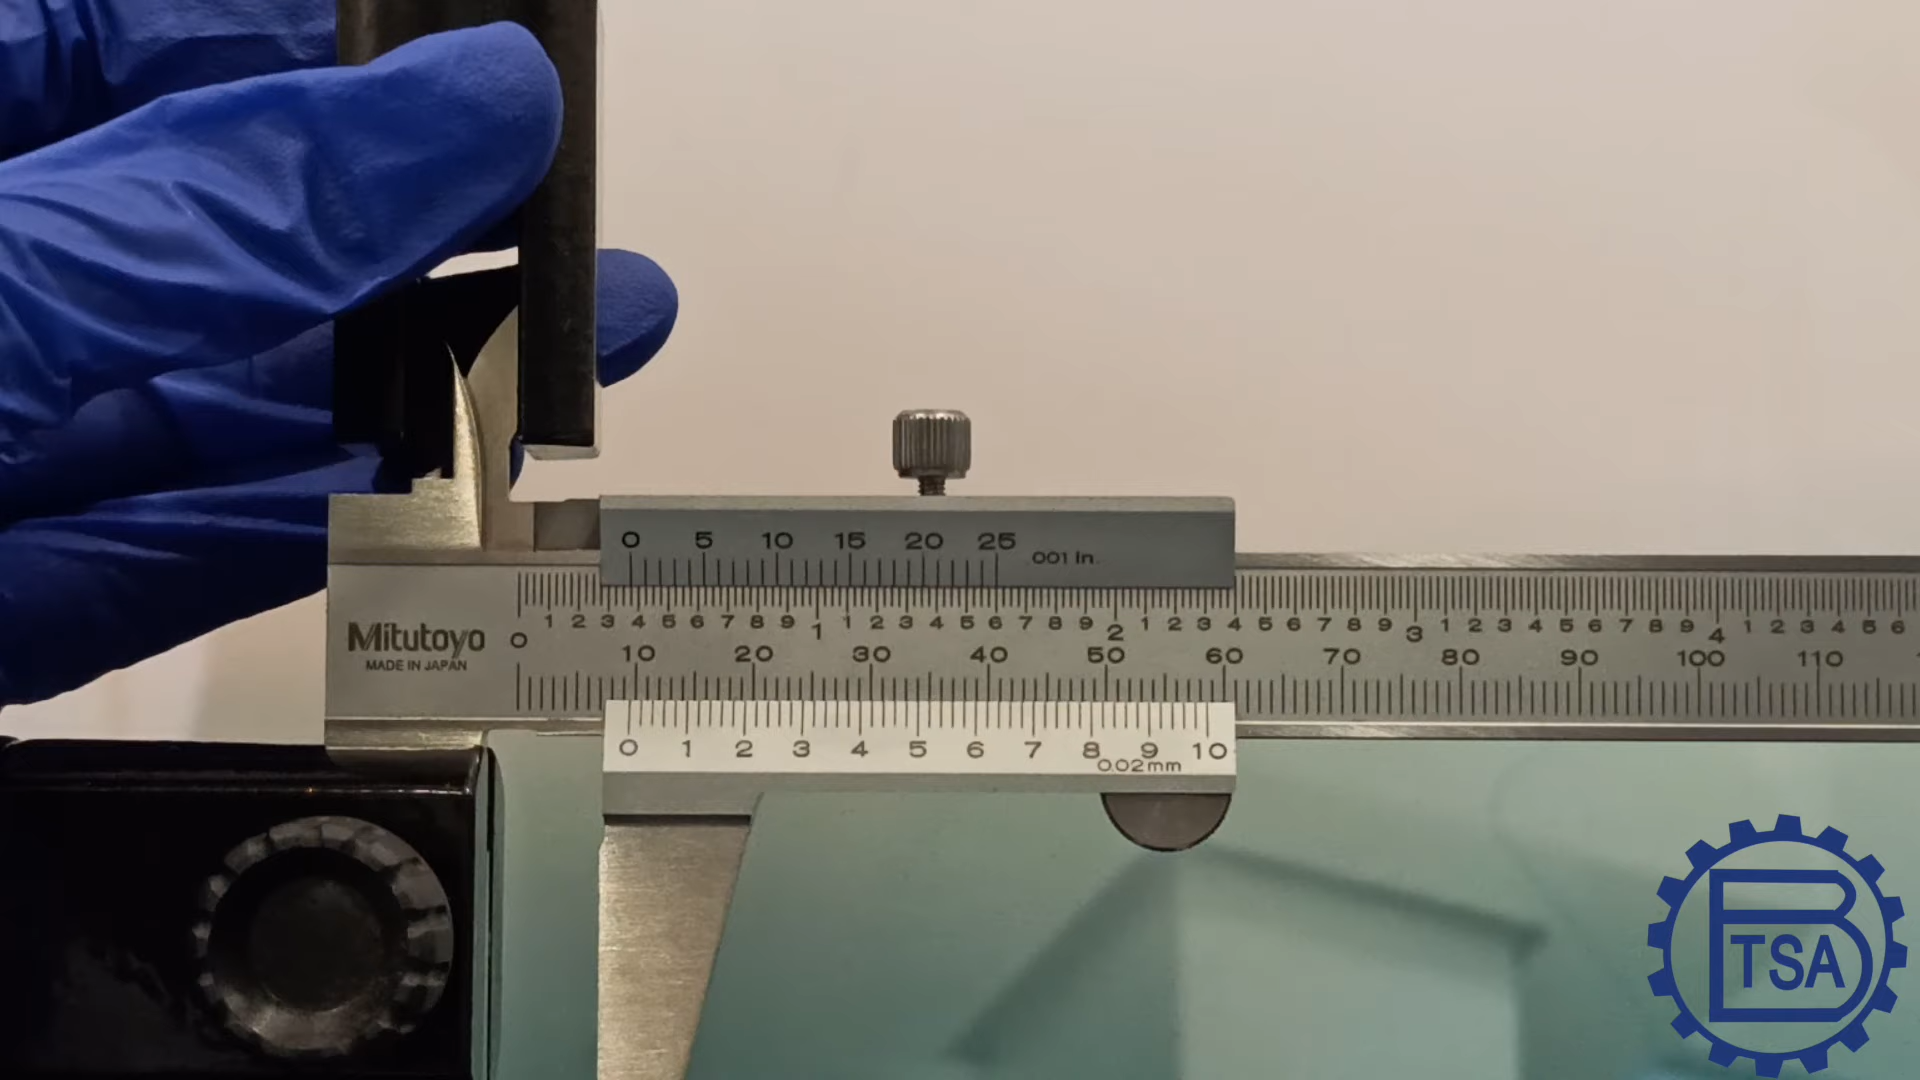 0 5 10 15 20 25
.001 In.
1 2 3 4 5 6 7 8 9 1 1 2 3 4 5 6 7 8 9 2 1 2 3 4 5 6 7 8 9 3 1 2 3 4 5 6 7 8 9 4 1 2 3 4 5 6
Mitutoyo
MADE IN JAPAN
0
10 20 30 40 50 60 70 80 90 100 110
0 1 2 3 4 5 6 7 8 9 10
0.02mm
TSA